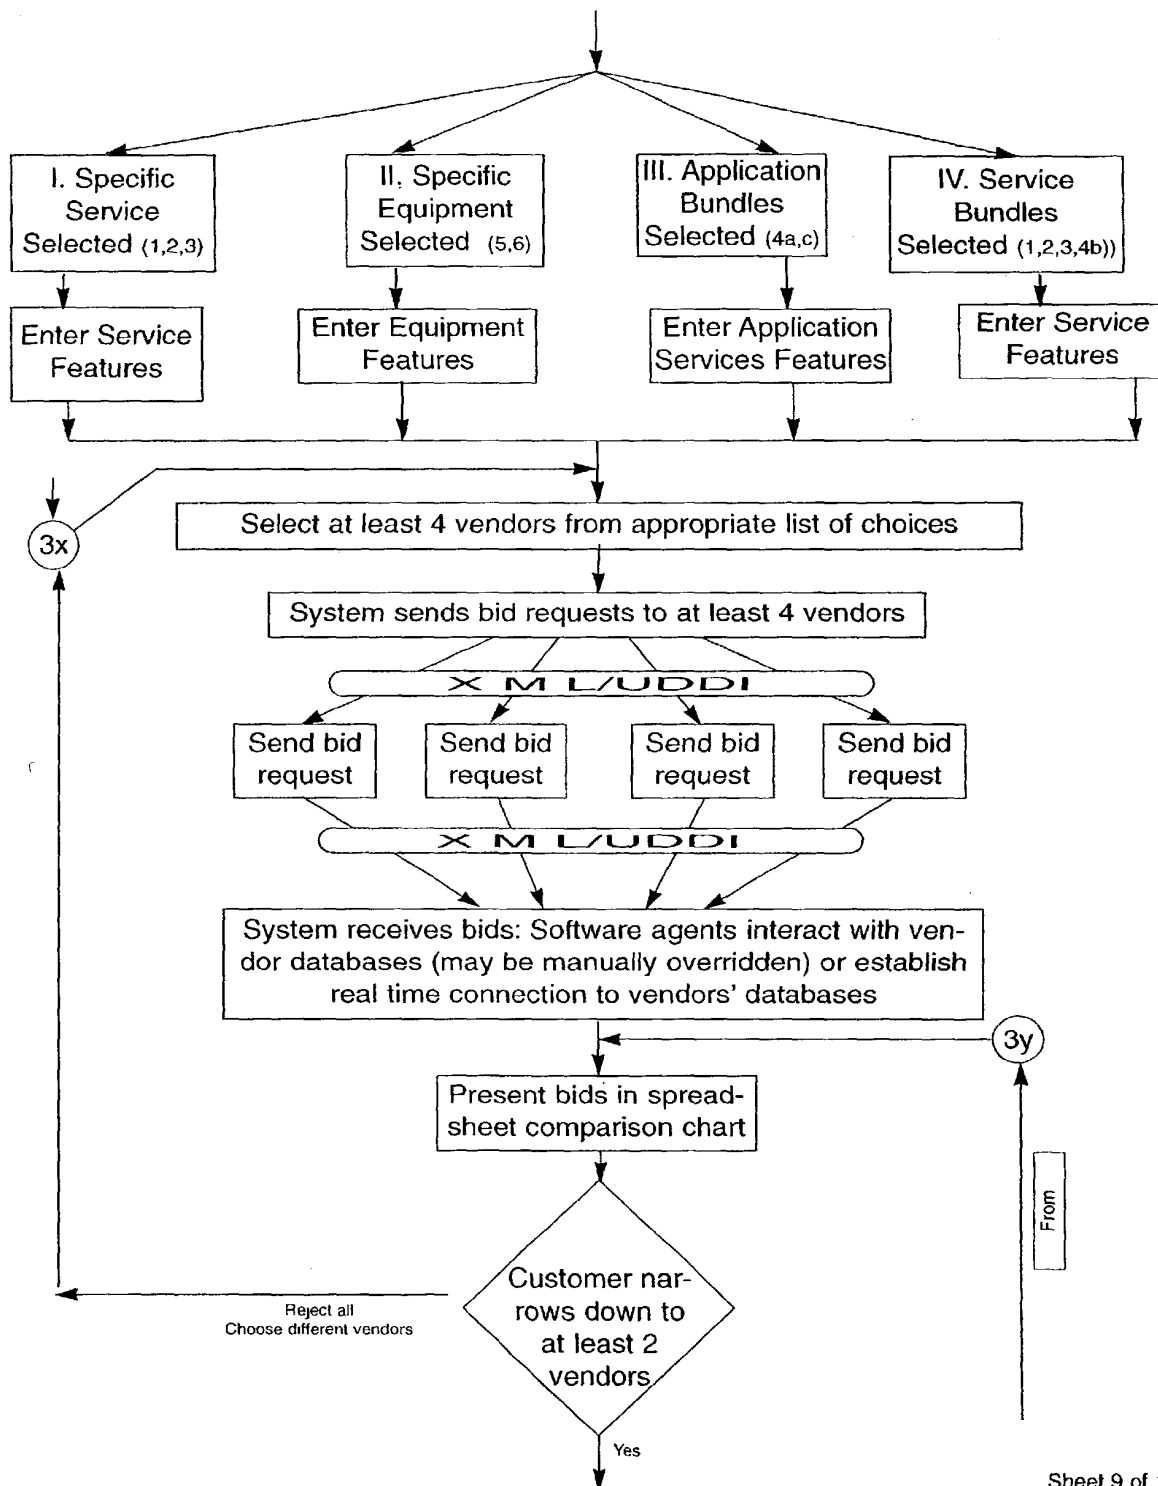 I. Specific
Service
Selected (1,2,3)
II. Specific
Equipment
Selected (5,6)
III. Application
Bundles
Selected (4a,c)
IV. Service
Bundles
Selected (1,2,3,4b))
Enter Service
Features
Enter Equipment
Features
Enter Application
Services Features
Enter Service
Features
3x
Select at least 4 vendors from appropriate list of choices
System sends bid requests to at least 4 vendors
X M L/UDDI
Send bid
request
Send bid
request
Send bid
request
Send bid
request
X M L/UDDI
System receives bids: Software agents interact with ven-
dor databases (may be manually overridden) or establish
real time connection to vendors' databases
3y
Present bids in spread-
sheet comparison chart
From
Customer nar-
rows down to
at least 2
vendors
Reject all
Choose different vendors
Yes
Sheet 9 of